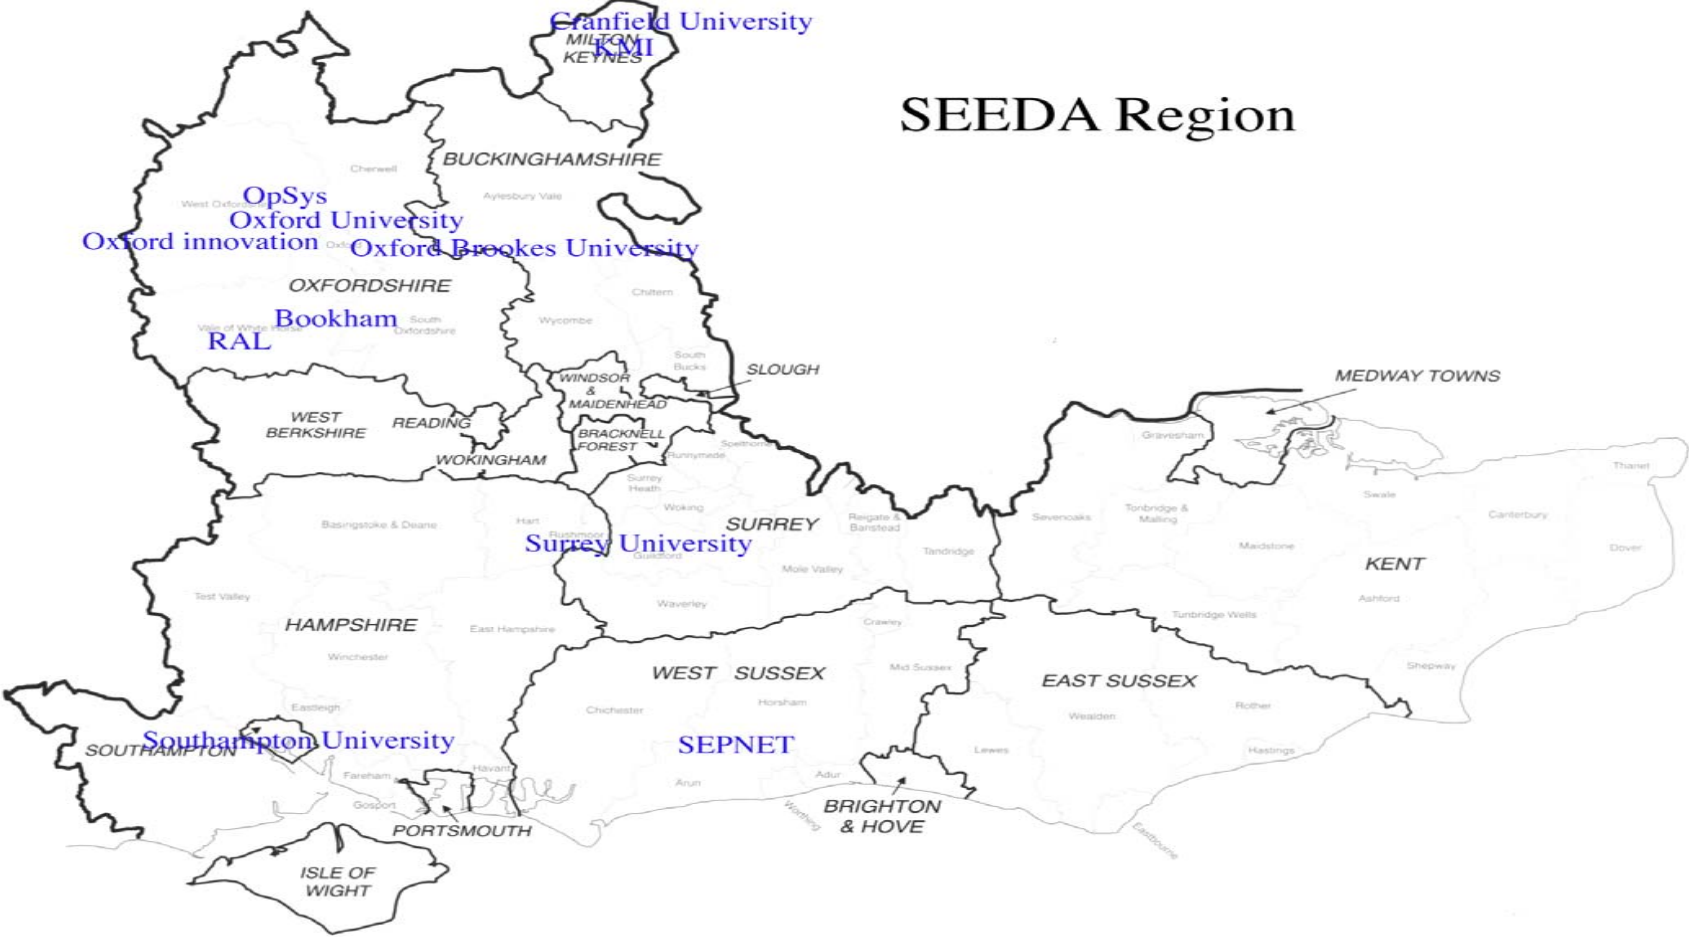 Cranfield University
MILTON
KMI
KEYNES
SEEDA Region
BUCKINGHAMSHIRE
Cherwell
Aylesbury Vale
OpSys
West Oxfordshire
Oxford University
Oxford innovation
Oxford
Oxford Brookes University
OXFORDSHIRE
Chiltern
Bookham
Wycombe
Vale of White Horse
South
Oxfordshire
RAL
South
Bucks
SLOUGH
WINDSOR
&
MAIDENHEAD
MEDWAY TOWNS
WEST
BERKSHIRE
READING
BRACKNELL
FOREST
WOKINGHAM
Spelthorne
Runnymede
Gravesham
Thanet
Surrey
Heath
Woking
SURREY
Reigate &
Banstead
Sevenoaks
Tonbridge &
Malling
Swale
Canterbury
Basingstoke & Deane
Hart
Rushmoor
Surrey University
Guildford
Tandridge
Maidstone
Dover
KENT
Mole Valley
Test Valley
Waverley
Ashford
HAMPSHIRE
East Hampshire
Crawley
Tunbridge Wells
Winchester
WEST SUSSEX
Mid Sussex
EAST SUSSEX
Shepway
Eastleigh
Chichester
Horsham
Wealden
Rother
Southampton University
SOUTHAMPTON
SEPNET
Lewes
Hastings
Fareham
Havant
Arun
Adur
Gosport
PORTSMOUTH
Worthing
BRIGHTON
& HOVE
Eastbourne
ISLE OF
WIGHT